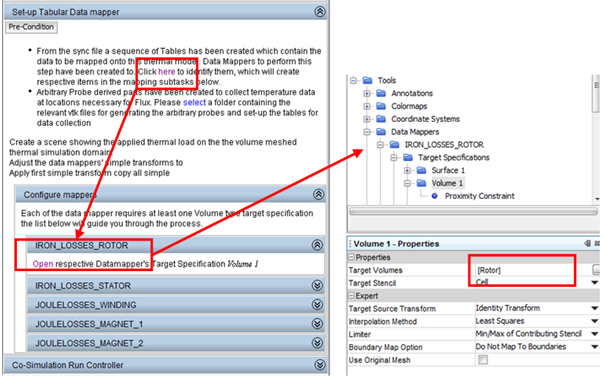 Set-up Tabular Data mapper
Pre-Condition
From the sync file a sequence of Tables has been created which contain
the data to be mapped onto this thermal model. Data Mappers to perform this
step have been created to. Click here to identify them, which will create
respective items in the mapping subtasks below.
Arbitrary Probe derived parts have been created to collect temperature data
at locations necessary for Flux. Please select a folder containing the
relevant vtk files for generating the arbitrary probes and set-up the tables for
data collection
Create a scene showing the applied thermal load on the the volume meshed
thermal simulation domain
Adjust the data mappers' simple transforms to
Apply first simple transform copy all simple
Configure mappers
Each of the data mapper requires at least one Volume type target specification
the list below will guide you through the process.
IRON_LOSSES_ROTOR
Open respective Datamapper's Target Specification Volume 1
IRON_LOSSES_STATOR
JOULELOSSES_WINDING
JOULELOSSES_MAGNET_1
JOULELOSSES_MAGNET_2
Co-Simulation Run Controller
Tools
Annotations
Colormaps
Coordinate Systems
Data Mappers
IRON_LOSSES_ROTOR
Target Specifications
Surface 1
Volume 1
Proximity Constraint
Volume 1 - Properties
Properties
Target Volumes [Rotor]
Target Stencil Cell
Expert
Target Source Transform Identity Transform
Interpolation Method Least Squares
Limiter Min/Max of Contributing Stencil
Boundary Map Option Do Not Map To Boundaries
Use Original Mesh